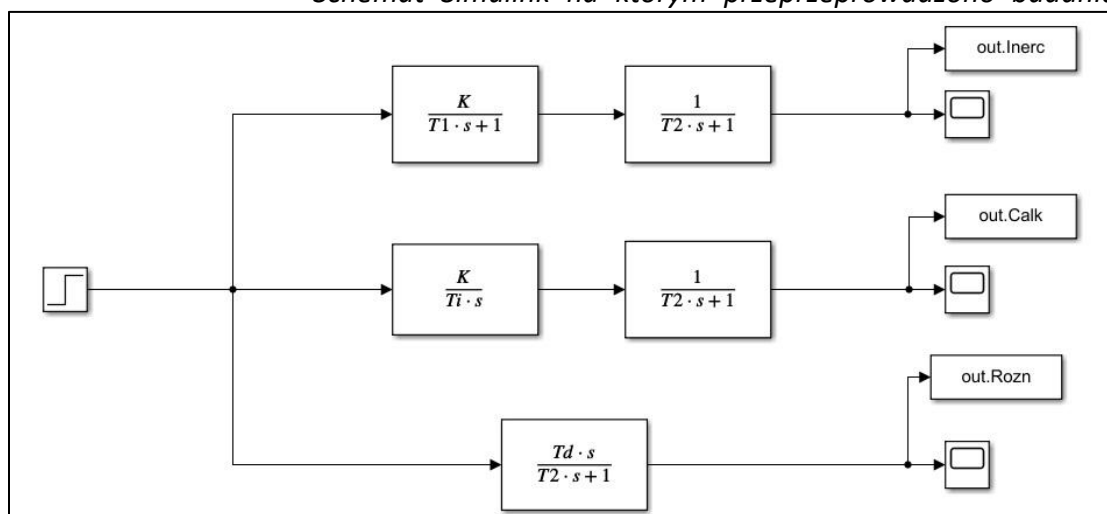 Schemat Simulink na którym przeprzeprowadzono badania
out.Inerc
K
T1 · s + 1
1
T2 · s + 1
out.Calk
K
Ti · s
1
T2 · s + 1
out.Rozn
Td · s
T2 · s + 1